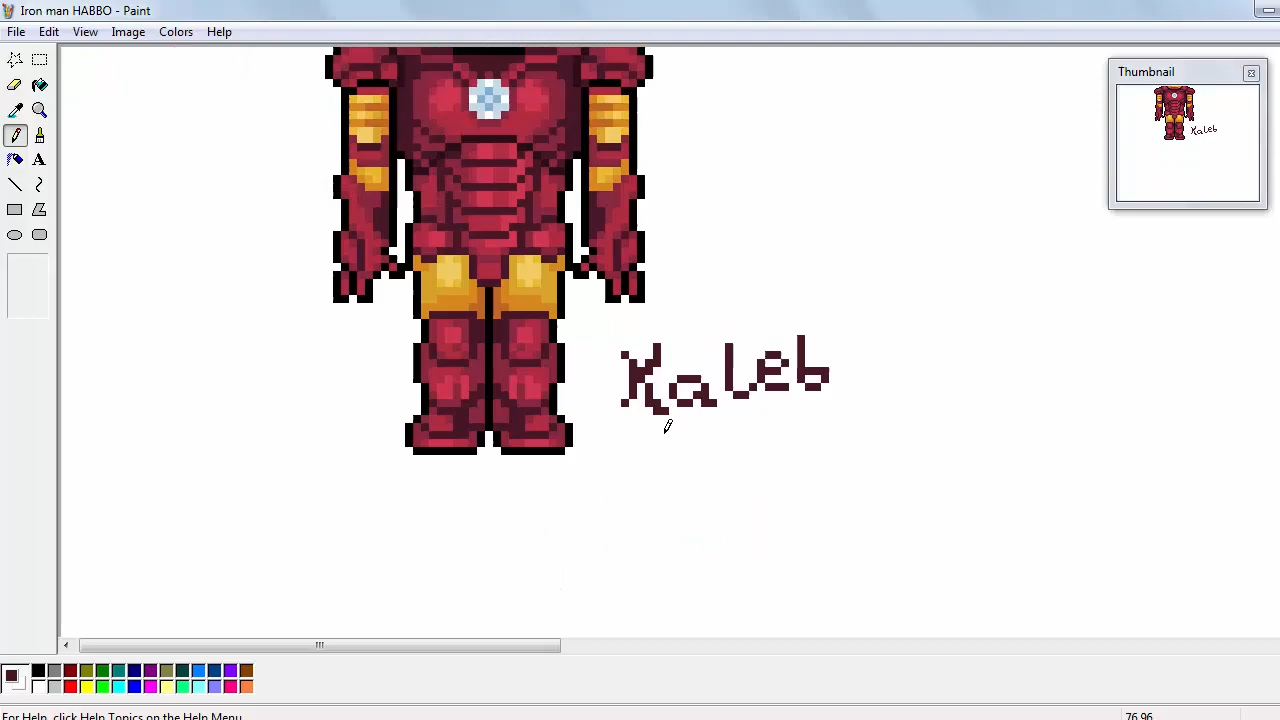 Iron man HABBO - Paint
File Edit View Image Colors Help
Thumbnail
Kaleb
Kaleb
For Help, click Help Topics on the Help Menu.
76,96